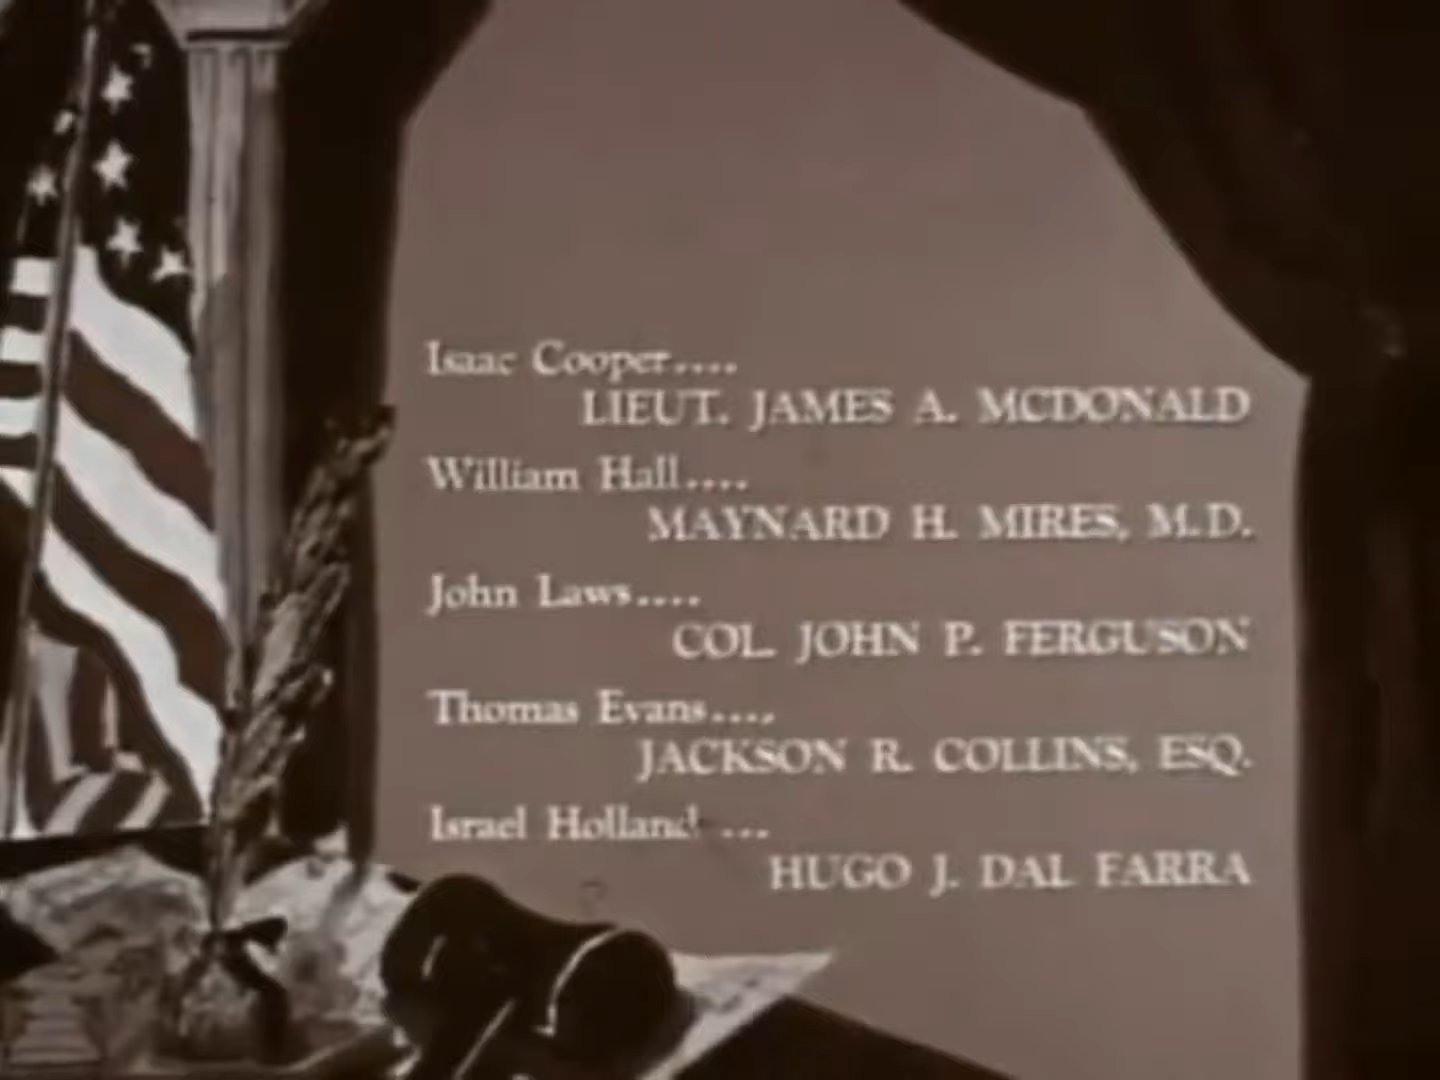 Isaac Cooper....
LIEUT. JAMES A. MCDONALD
William Hall....
MAYNARD H. MIRES, M.D.
John Laws....
COL. JOHN P. FERGUSON
Thomas Evans....
JACKSON R. COLLINS, ESQ.
Israel Holland ...
HUGO J. DAL FARRA